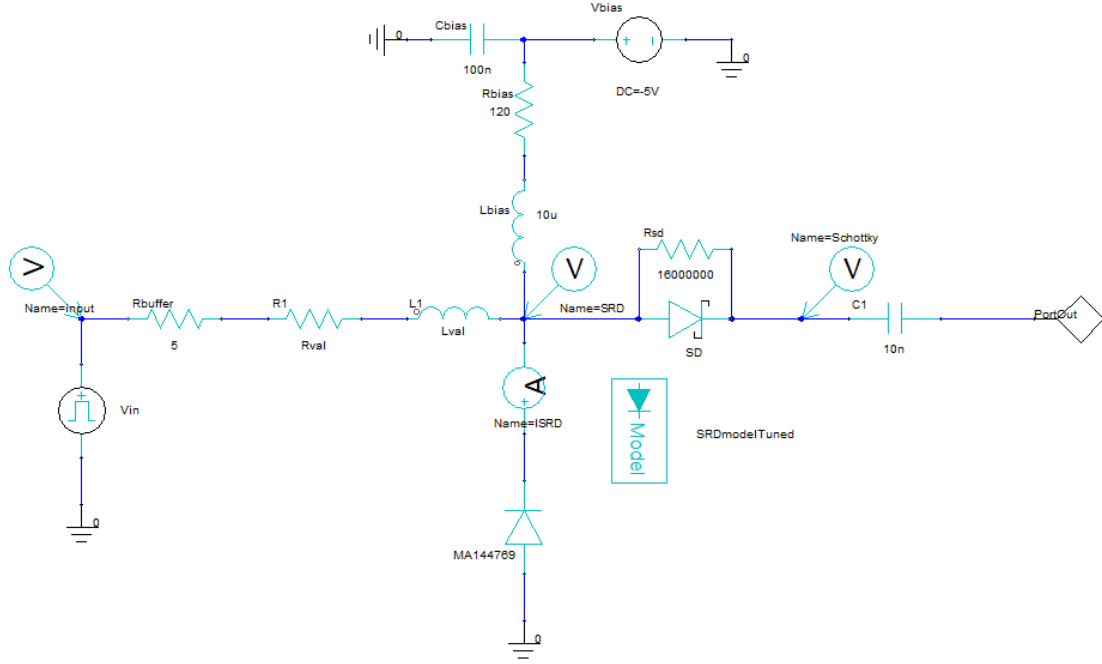 Vbias
Cbias
0
0
100n
DC=-5V
Rbias
120
Lbias
10u
Rsd
Name=Schottky
V
V
V
16000000
Name=input
Rbuffer
R1
L1
Name=SRD
C1
PortOut
5
Rval
Lval
SD
10n
A
Vin
Name=ISRD
Model
SRDmodelTuned
0
MA144769
0